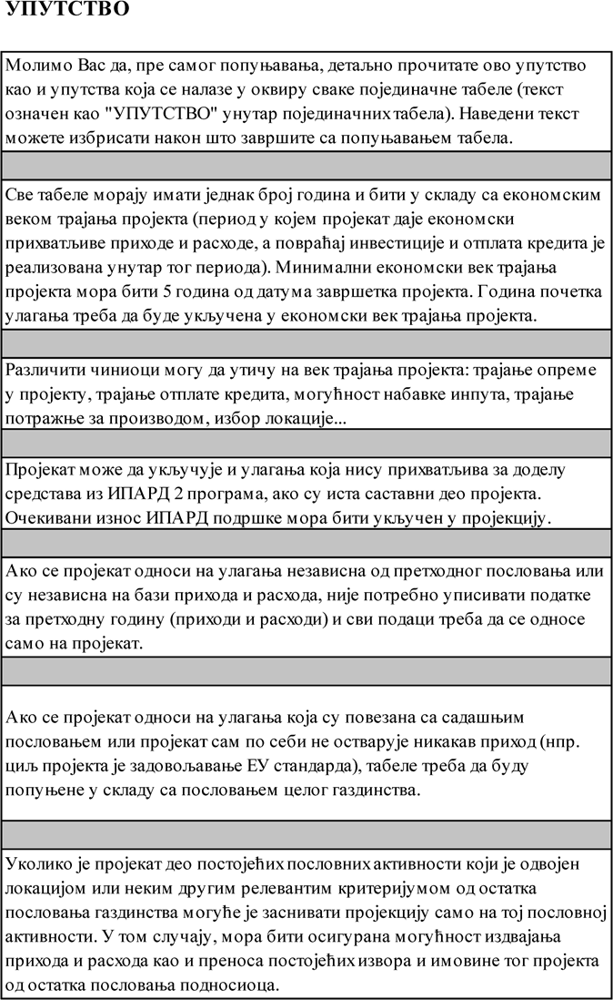 УПУТСТВО
Молимо Вас да, пре самог попуњавања, детаљно прочитате ово упутство
као и упутства која се налазе у оквиру сваке појединачне табеле (текст
означен као "УПУТСТВО" унутар појединачних табела). Наведени текст
можете избрисати након што завршите са попуњавањем табела.
Све табеле морају имати једнак број година и бити у складу са економским
веком трајања пројекта (период у којем пројекат даје економски
прихватљиве приходе и расходе, а повраћај инвестиције и отплата кредита је
реализована унутар тог периода). Минимални економски век трајања
пројекта мора бити 5 година од датума завршетка пројекта. Година почетка
улагања треба да буде укључена у економски век трајања пројекта.
Различити чиниоци могу да утичу на век трајања пројекта: трајање опреме
у пројекту, трајање отплате кредита, могућност набавке инпута, трајање
потражње за производом, избор локације...
Пројекат може да укључује и улагања која нису прихватљива за доделу
средстава из ИПАРД 2 програма, ако су иста саставни део пројекта.
Очекивани износ ИПАРД подршке мора бити укључен у пројекцију.
Ако се пројекат односи на улагања независна од претходног пословања или
су независна на бази прихода и расхода, није потребно уписивати податке
за претходну годину (приходи и расходи) и сви подаци треба да се односе
само на пројекат.
Ако се пројекат односи на улагања која су повезана са садашњим
пословањем или пројекат сам по себи не остварује никакав приход (нпр.
циљ пројекта је задовољавање ЕУ стандарда), табеле треба да буду
попуњене у складу са пословањем целог газдинства.
Уколико је пројекат део постојећих пословних активности који је одвојен
локацијом или неким другим релевантим критеријумом од остатка
пословања газдинства могуће је заснивати пројекцију само на тој пословној
активности. У том случају, мора бити осигурана могућност издвајања
прихода и расхода као и преноса постојећих извора и имовине тог пројекта
од остатка пословања подносиоца.